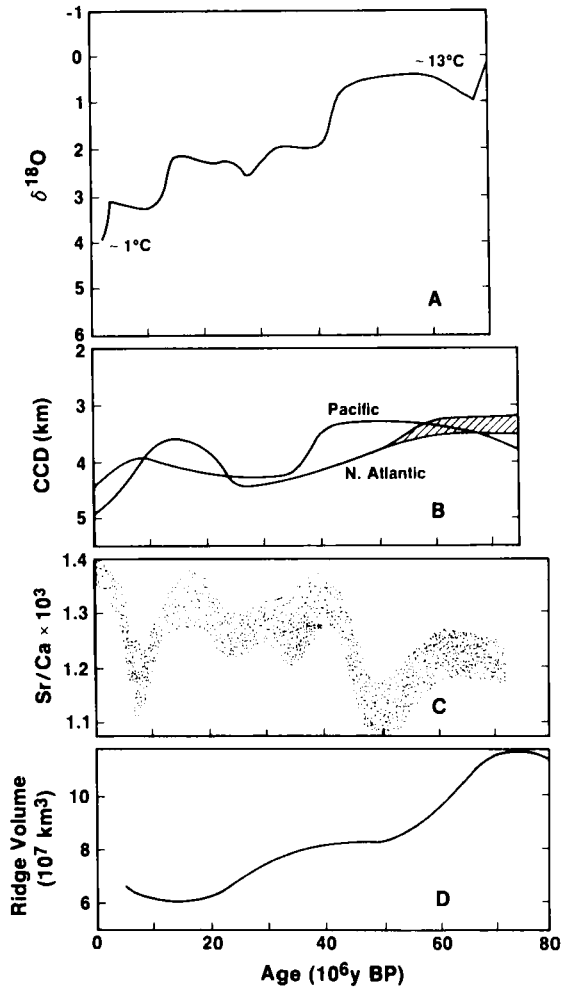 -1
0
1
2
3
4
5
6
δ18O
~ 13°C
~ 1°C
A
2
3
4
5
CCD (km)
Pacific
N. Atlantic
B
1.4
1.3
1.2
1.1
Sr/Ca × 10³
C
10
8
6
Ridge Volume
(10⁷ km³)
D
0 20 40 60 80
Age (10⁶y BP)